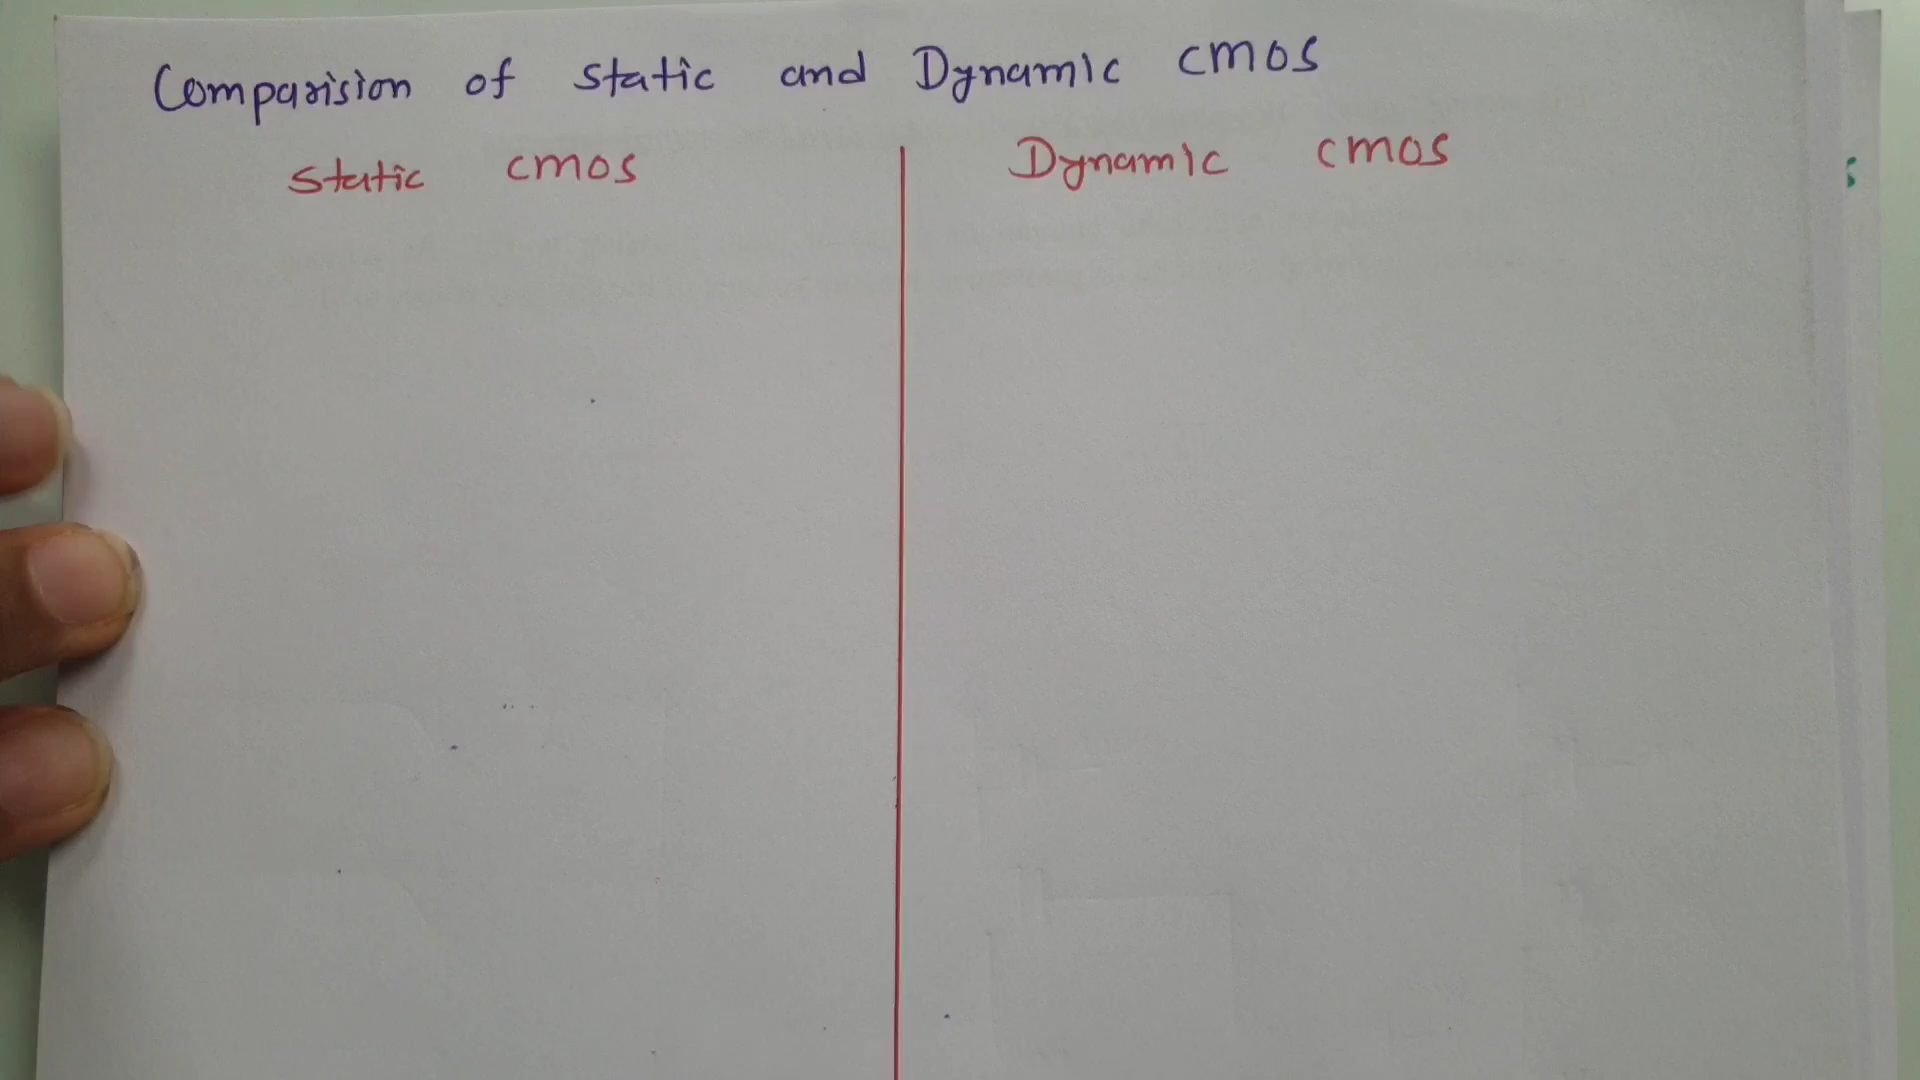 Comparision of static and Dynamic CMOS
static CMOS
Dynamic CMOS